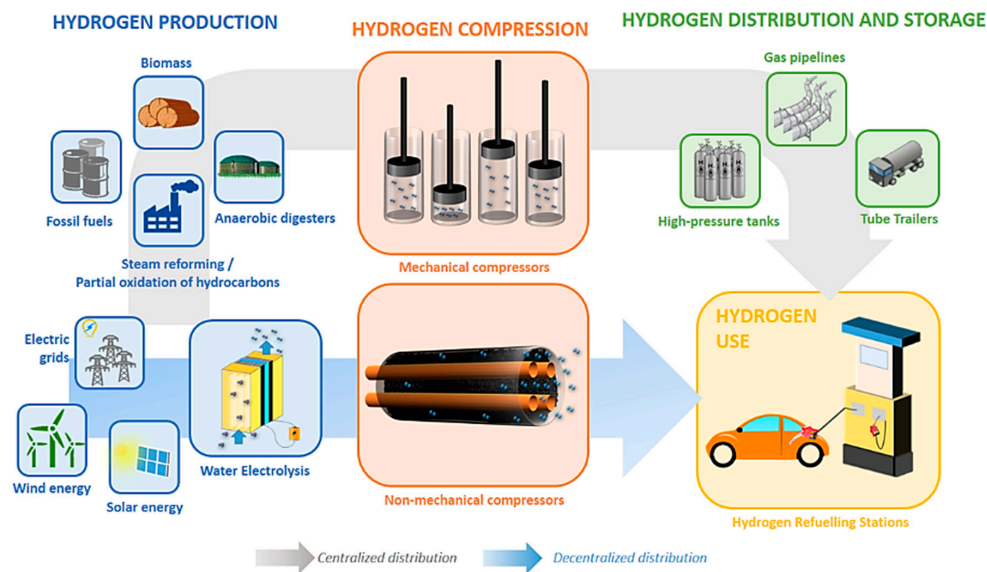 HYDROGEN PRODUCTION
HYDROGEN COMPRESSION
HYDROGEN DISTRIBUTION AND STORAGE
Biomass
Fossil fuels
Anaerobic digesters
Steam reforming /
Partial oxidation of hydrocarbons
Electric
grids
Wind energy
Solar energy
Water Electrolysis
Mechanical compressors
Non-mechanical compressors
Gas pipelines
High-pressure tanks
Tube Trailers
HYDROGEN
USE
Hydrogen Refuelling Stations
Centralized distribution
Decentralized distribution